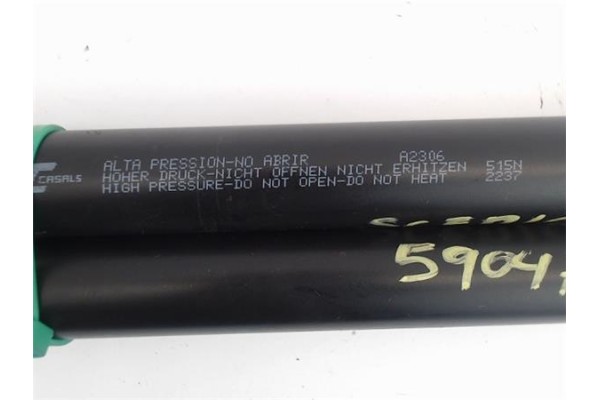 CASALS
ALTA PRESSION-NO ABRIR A2306
HOHER DRUCK-NICHT OFFNEN NICHT ERHITZEN 515N
HIGH PRESSURE-DO NOT OPEN-DO NOT HEAT 2237
5904